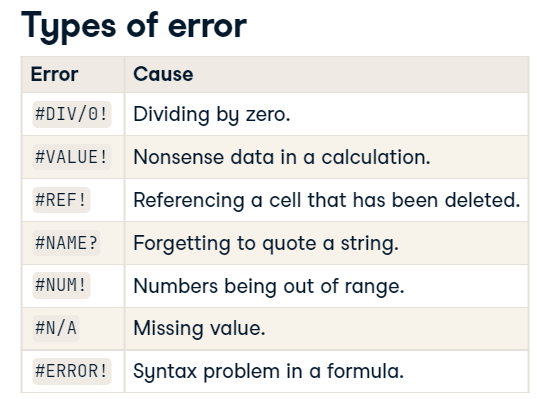 Types of error
Error Cause
#DIV/0! Dividing by zero.
#VALUE! Nonsense data in a calculation.
#REF! Referencing a cell that has been deleted.
#NAME? Forgetting to quote a string.
#NUM! Numbers being out of range.
#N/A Missing value.
#ERROR! Syntax problem in a formula.